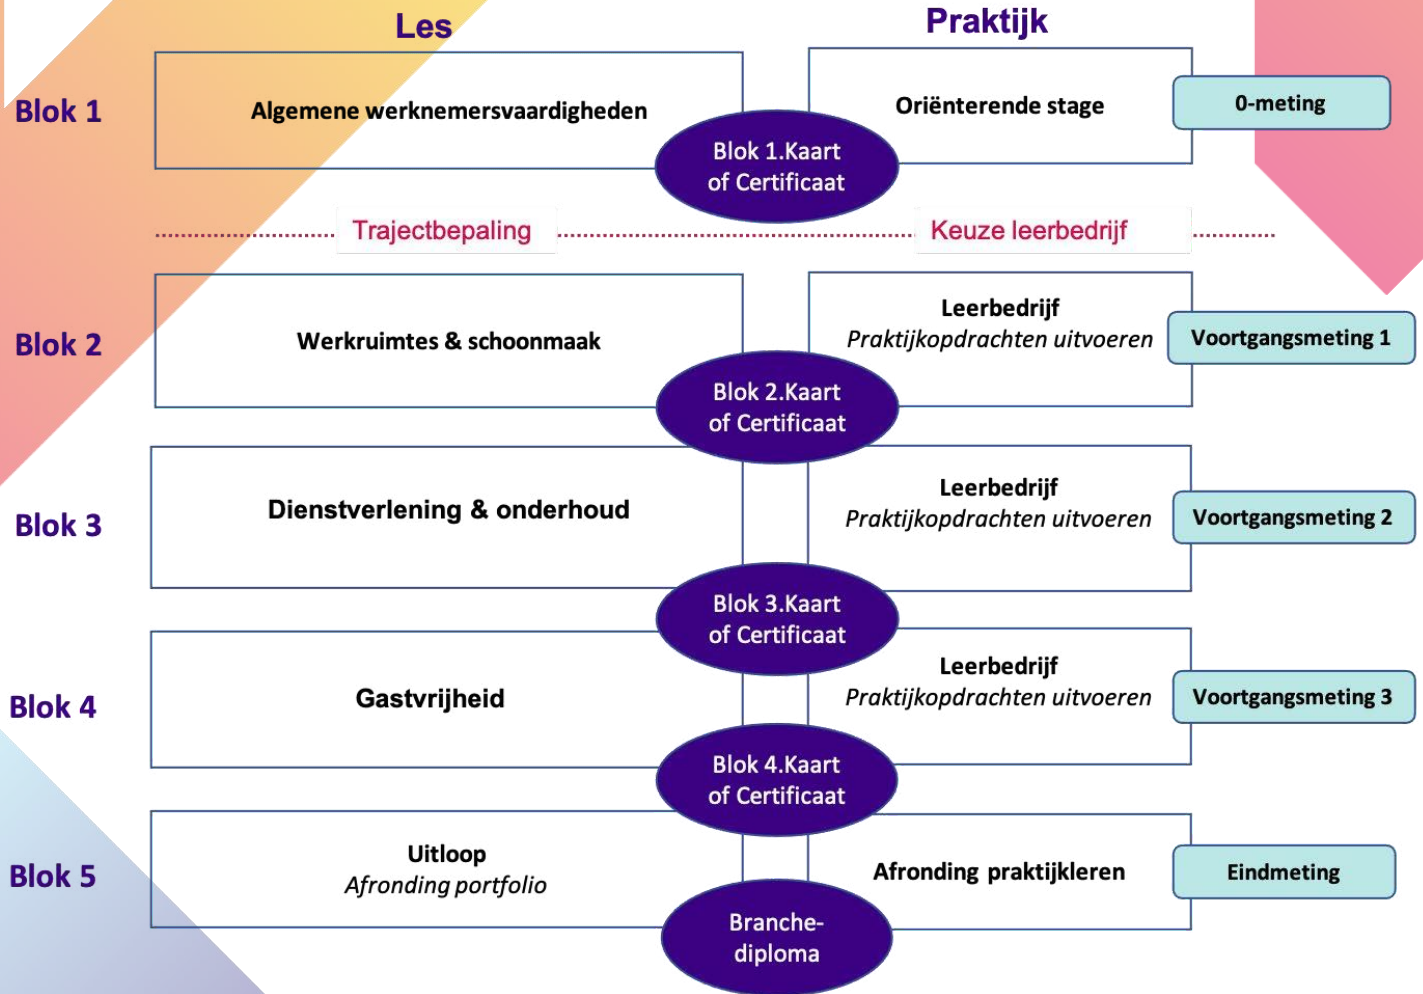 Les
Praktijk
Blok 1
Algemene werknemersvaardigheden
Oriënterende stage
0-meting
Blok 1.Kaart
of Certificaat
Trajectbepaling
Keuze leerbedrijf
Blok 2
Werkruimtes & schoonmaak
Leerbedrijf
Praktijkopdrachten uitvoeren
Voortgangsmeting 1
Blok 2.Kaart
of Certificaat
Blok 3
Dienstverlening & onderhoud
Leerbedrijf
Praktijkopdrachten uitvoeren
Voortgangsmeting 2
Blok 3.Kaart
of Certificaat
Blok 4
Gastvrijheid
Leerbedrijf
Praktijkopdrachten uitvoeren
Voortgangsmeting 3
Blok 4.Kaart
of Certificaat
Blok 5
Uitloop
Afronding portfolio
Afronding praktijkleren
Eindmeting
Branche-
diploma